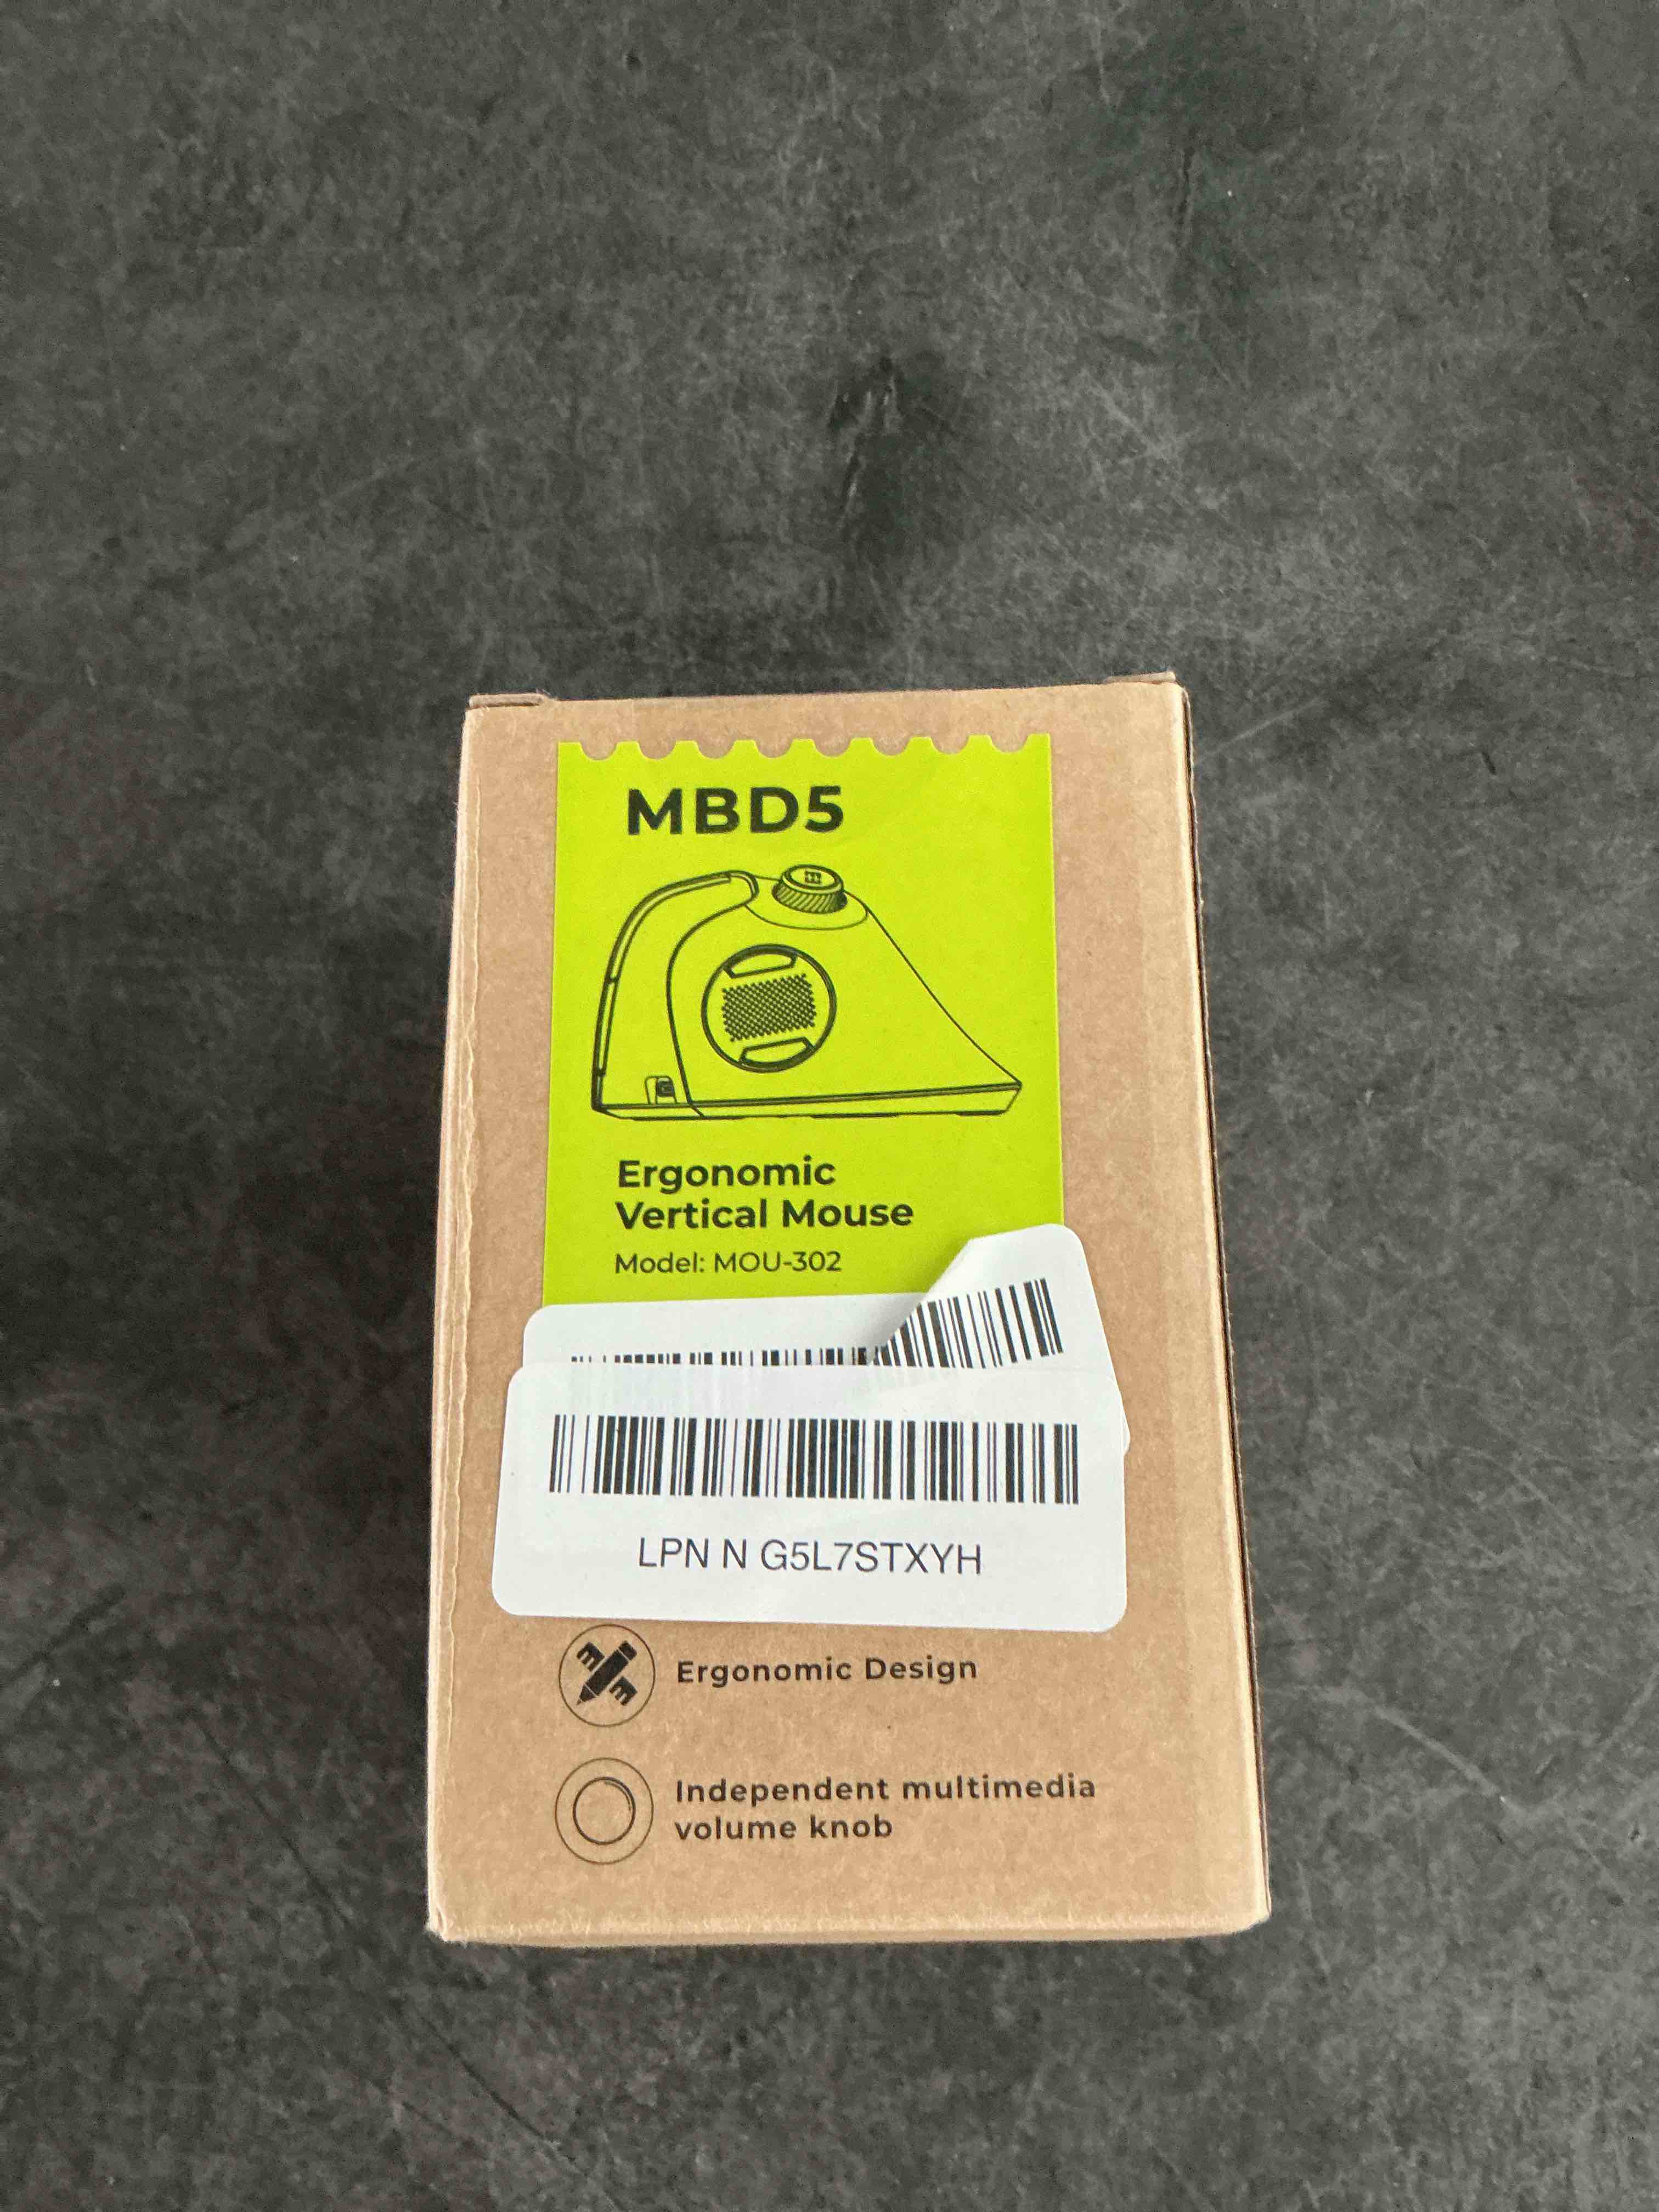 MBD5
Ergonomic
Vertical Mouse
Model: MOU-302
LPN N G5L7STXYH
Ergonomic Design
Independent multimedia
volume knob